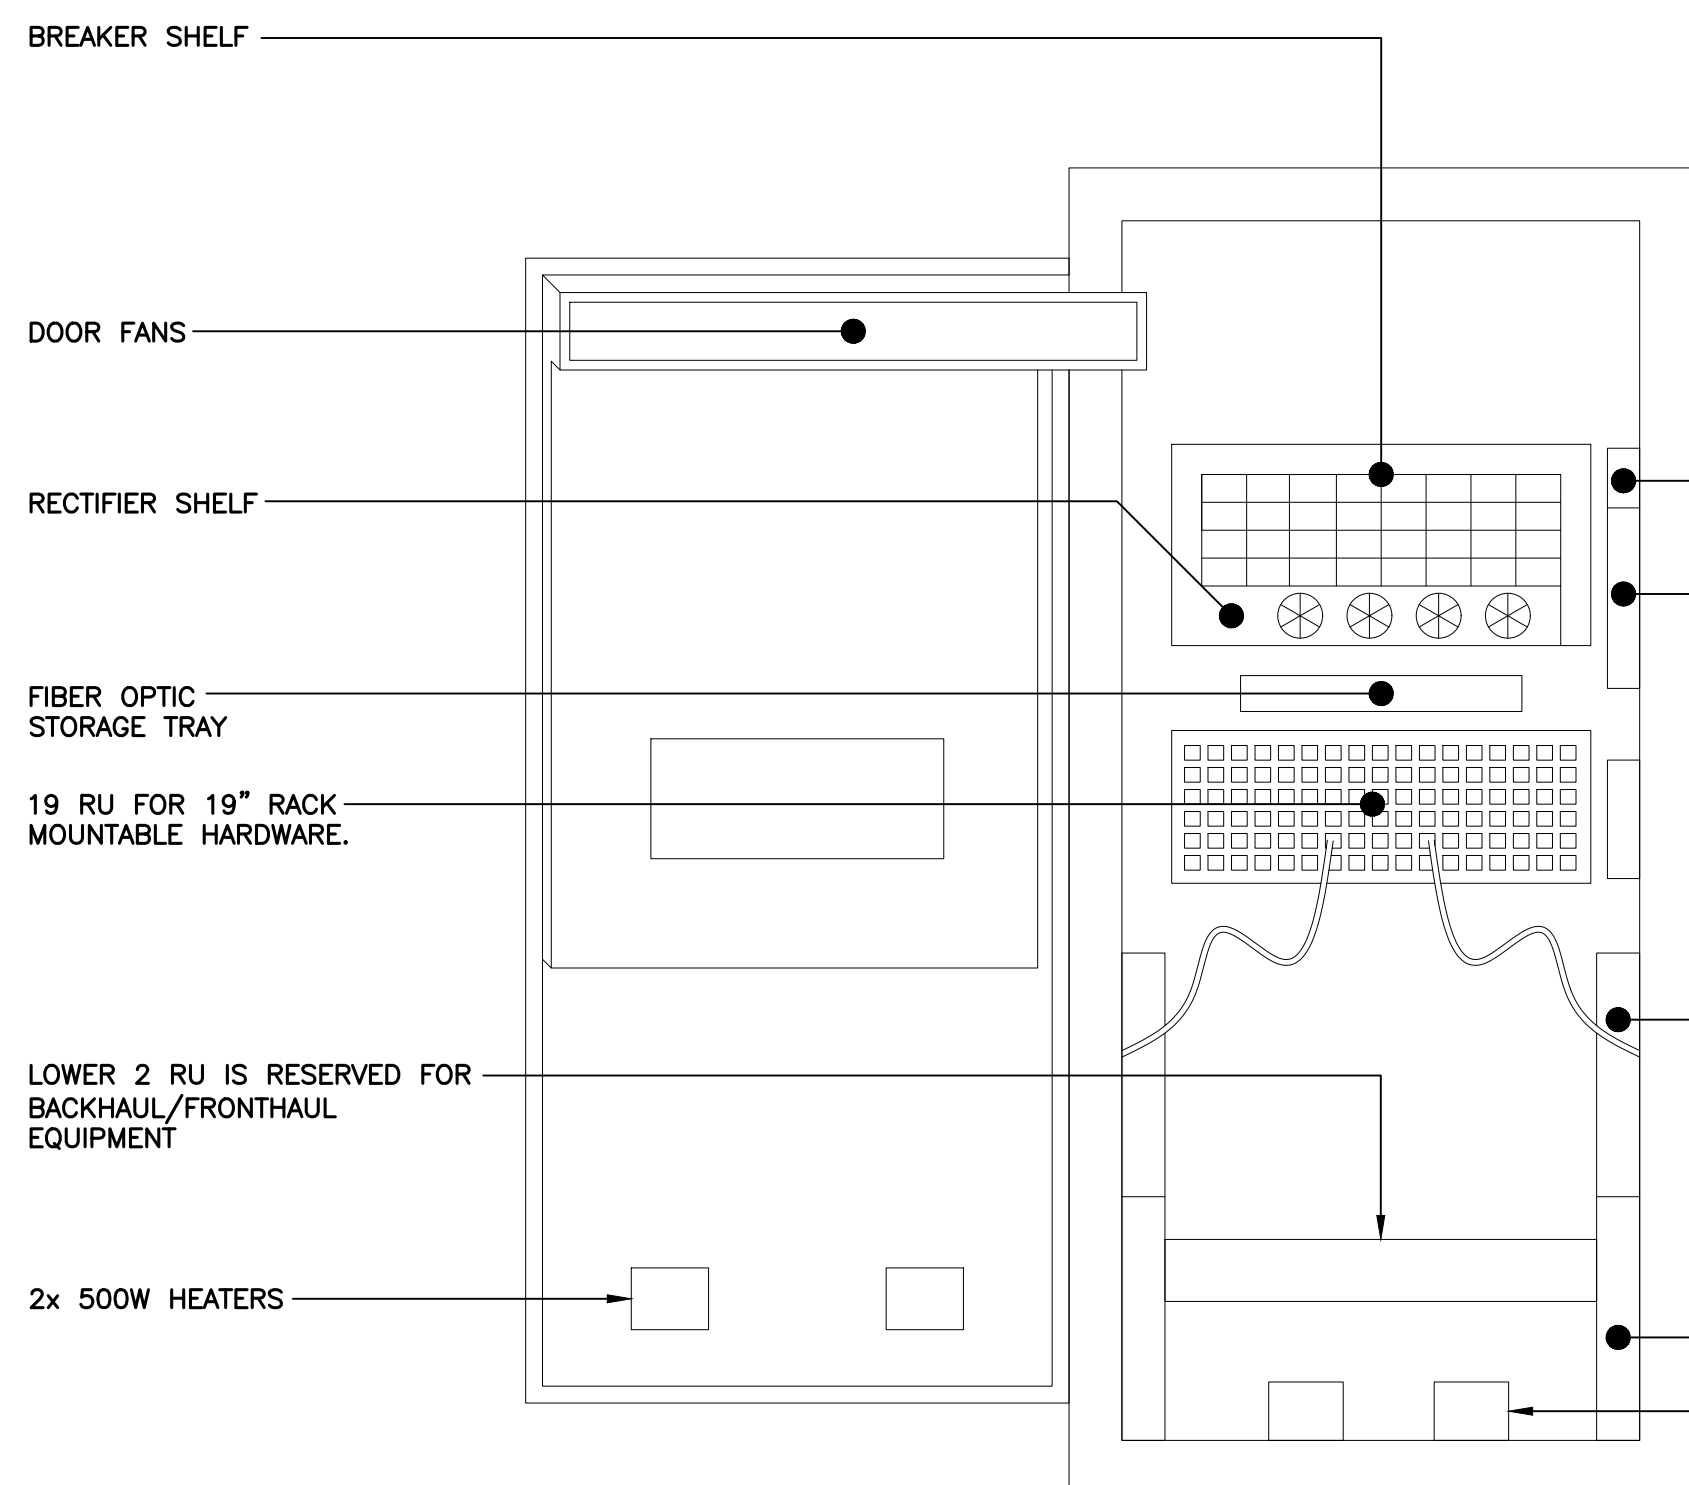 BREAKER SHELF
DOOR FANS
RECTIFIER SHELF
FIBER OPTIC
STORAGE TRAY
19 RU FOR 19" RACK
MOUNTABLE HARDWARE.
LOWER 2 RU IS RESERVED FOR
BACKHAUL/FRONTHAUL
EQUIPMENT
2x 500W HEATERS